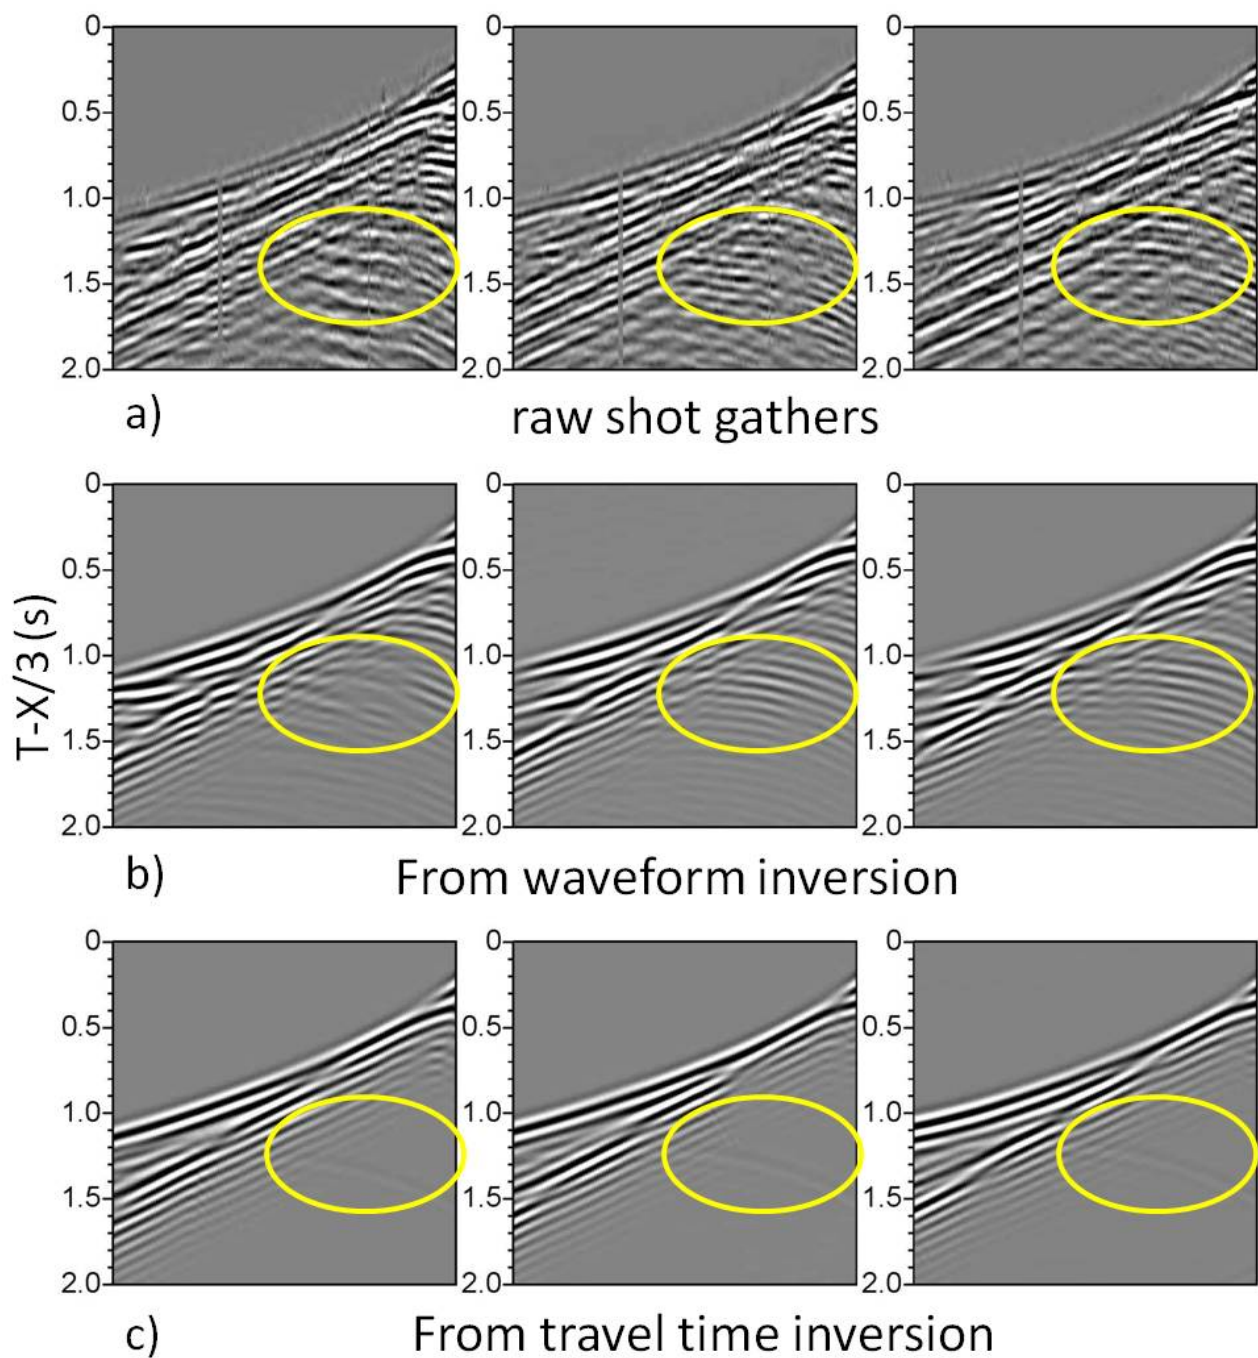 0 0 0
0.5 0.5 0.5
1.0 1.0 1.0
1.5 1.5 1.5
2.0 2.0 2.0
a) raw shot gathers
0 0 0
0.5 0.5 0.5
1.0 1.0 1.0
1.5 1.5 1.5
2.0 2.0 2.0
T-X/3 (s)
b) From waveform inversion
0 0 0
0.5 0.5 0.5
1.0 1.0 1.0
1.5 1.5 1.5
2.0 2.0 2.0
c) From travel time inversion